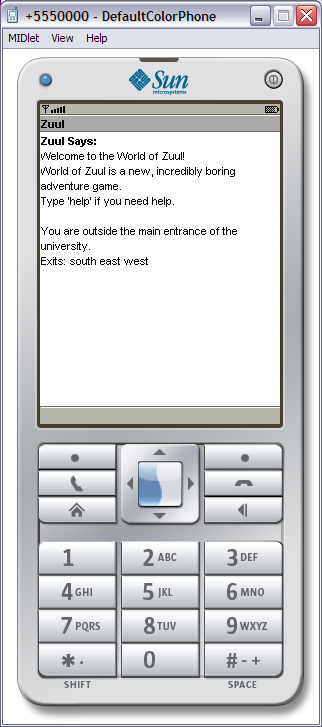 +5550000 - DefaultColorPhone
MIDlet View Help
Sun
microsystems
Zuul
Zuul Says:
Welcome to the World of Zuul!
World of Zuul is a new, incredibly boring
adventure game.
Type 'help' if you need help.
You are outside the main entrance of the
university.
Exits: south east west
1 2 ABC 3 DEF
4 GHI 5 JKL 6 MNO
7 PQRS 8 TUV 9 WXYZ
* . 0 # - +
SHIFT SPACE